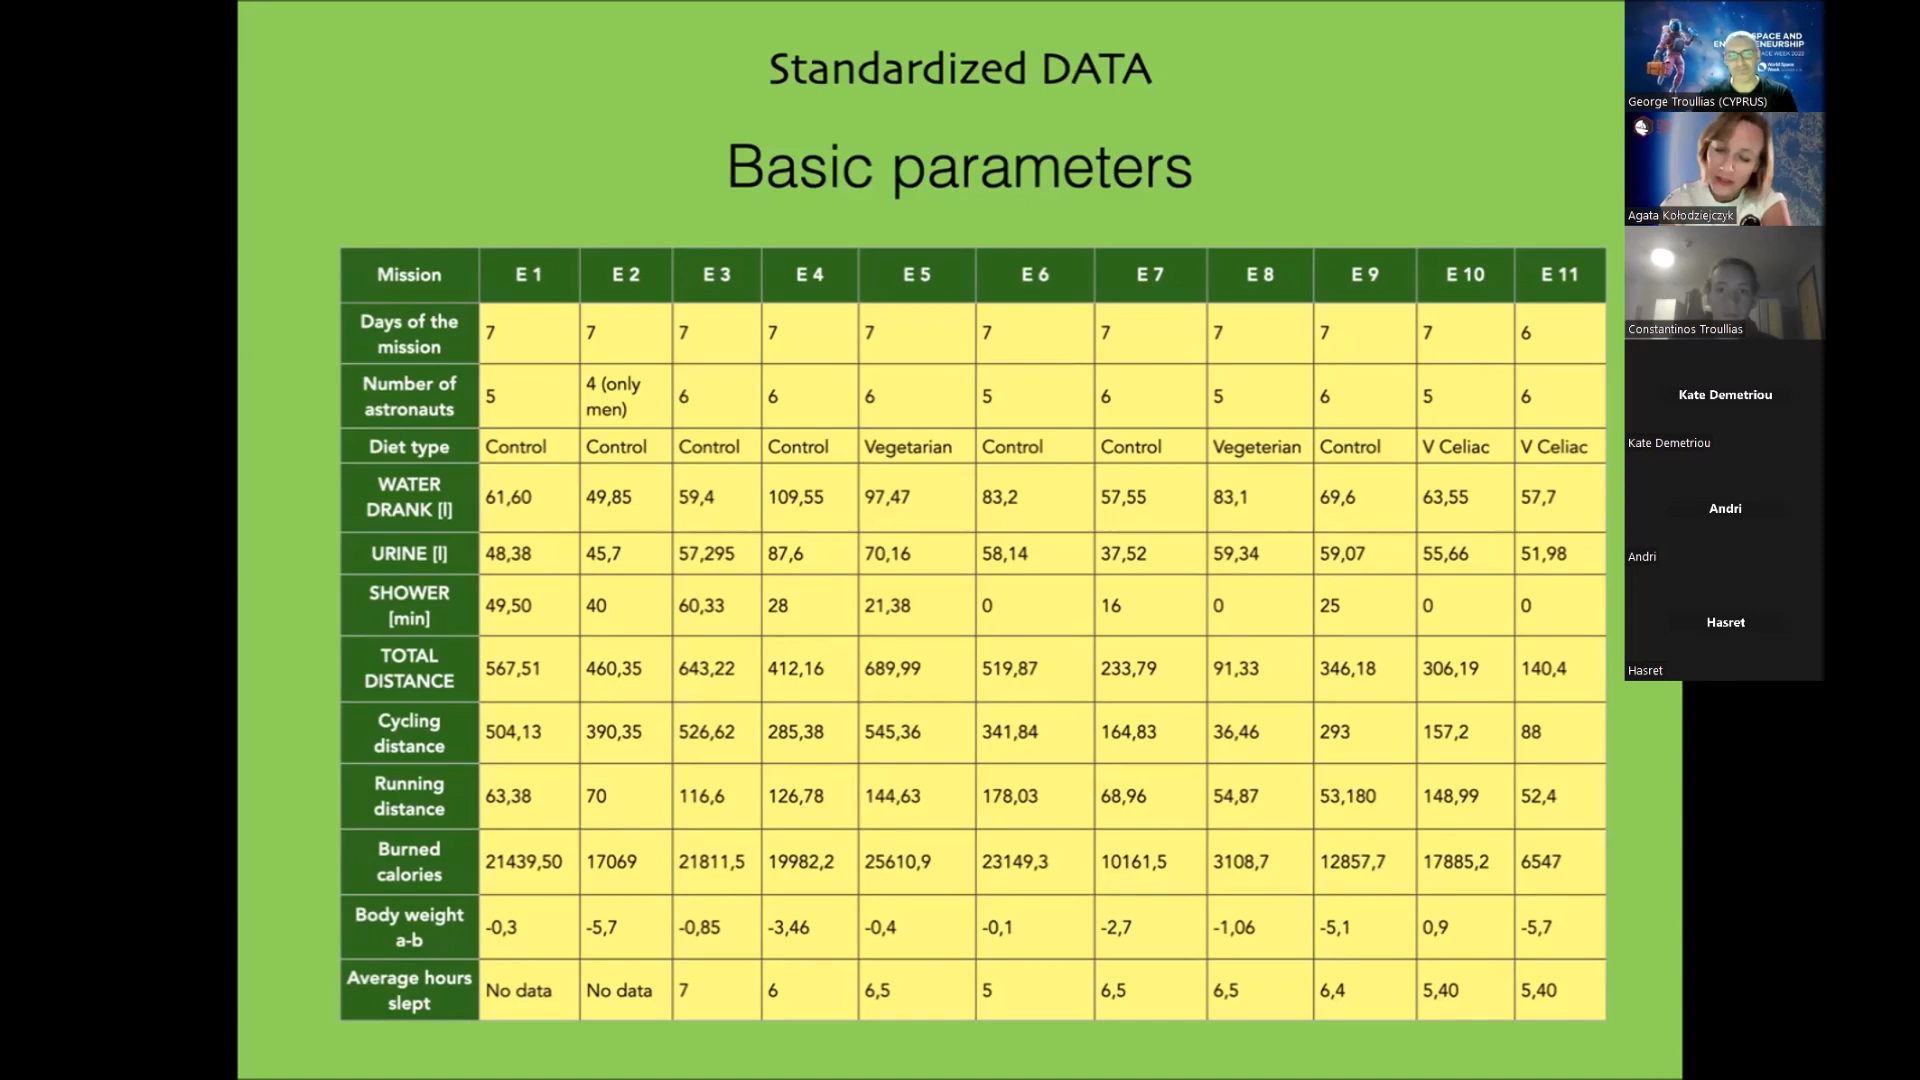 Standardized DATA
Basic parameters
Mission E 1 E 2 E 3 E 4 E 5 E 6 E 7 E 8 E 9 E 10 E 11
Days of the mission 7 7 7 7 7 7 7 7 7 7 6
Number of astronauts 5 4 (only men) 6 6 6 5 6 5 6 5 6
Diet type Control Control Control Control Vegetarian Control Control Vegeterian Control V Celiac V Celiac
WATER DRANK [l] 61,60 49,85 59,4 109,55 97,47 83,2 57,55 83,1 69,6 63,55 57,7
URINE [l] 48,38 45,7 57,295 87,6 70,16 58,14 37,52 59,34 59,07 55,66 51,98
SHOWER [min] 49,50 40 60,33 28 21,38 0 16 0 25 0 0
TOTAL DISTANCE 567,51 460,35 643,22 412,16 689,99 519,87 233,79 91,33 346,18 306,19 140,4
Cycling distance 504,13 390,35 526,62 285,38 545,36 341,84 164,83 36,46 293 157,2 88
Running distance 63,38 70 116,6 126,78 144,63 178,03 68,96 54,87 53,180 148,99 52,4
Burned calories 21439,50 17069 21811,5 19982,2 25610,9 23149,3 10161,5 3108,7 12857,7 17885,2 6547
Body weight a-b -0,3 -5,7 -0,85 -3,46 -0,4 -0,1 -2,7 -1,06 -5,1 0,9 -5,7
Average hours slept No data No data 7 6 6,5 5 6,5 6,5 6,4 5,40 5,40
SPACE AND
George Troullias (CYPRUS)
Agata Kołodziejczyk
Constantinos Troullias
Kate Demetriou
Kate Demetriou
Andri
Andri
Hasret
Hasret